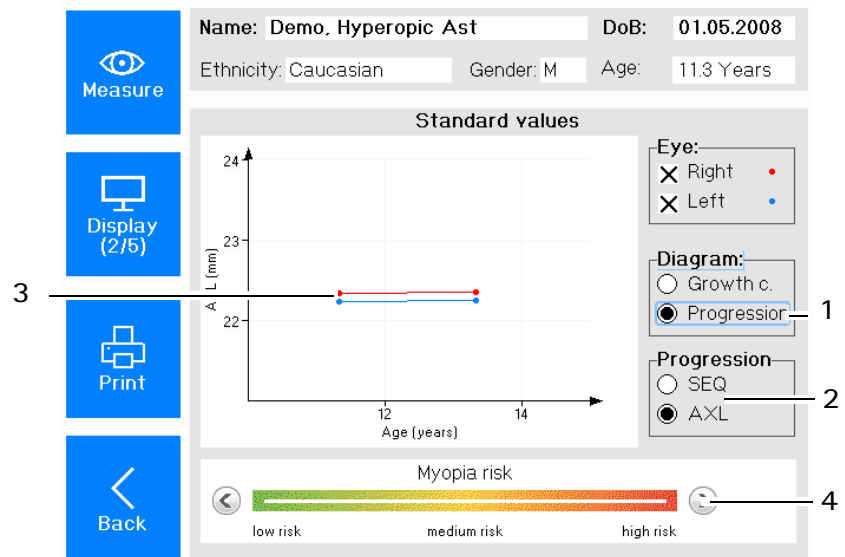 Name: Demo, Hyperopic Ast DoB: 01.05.2008
Ethnicity: Caucasian Gender: M Age: 11.3 Years
Measure
Display
(2/5)
Print
Back
Standard values
24
23
22
A L (mm)
12
14
Age (years)
Eye:
Right
Left
Diagram:
Growth c.
Progression
Progression
SEQ
AXL
Myopia risk
low risk medium risk high risk
3
1
2
4